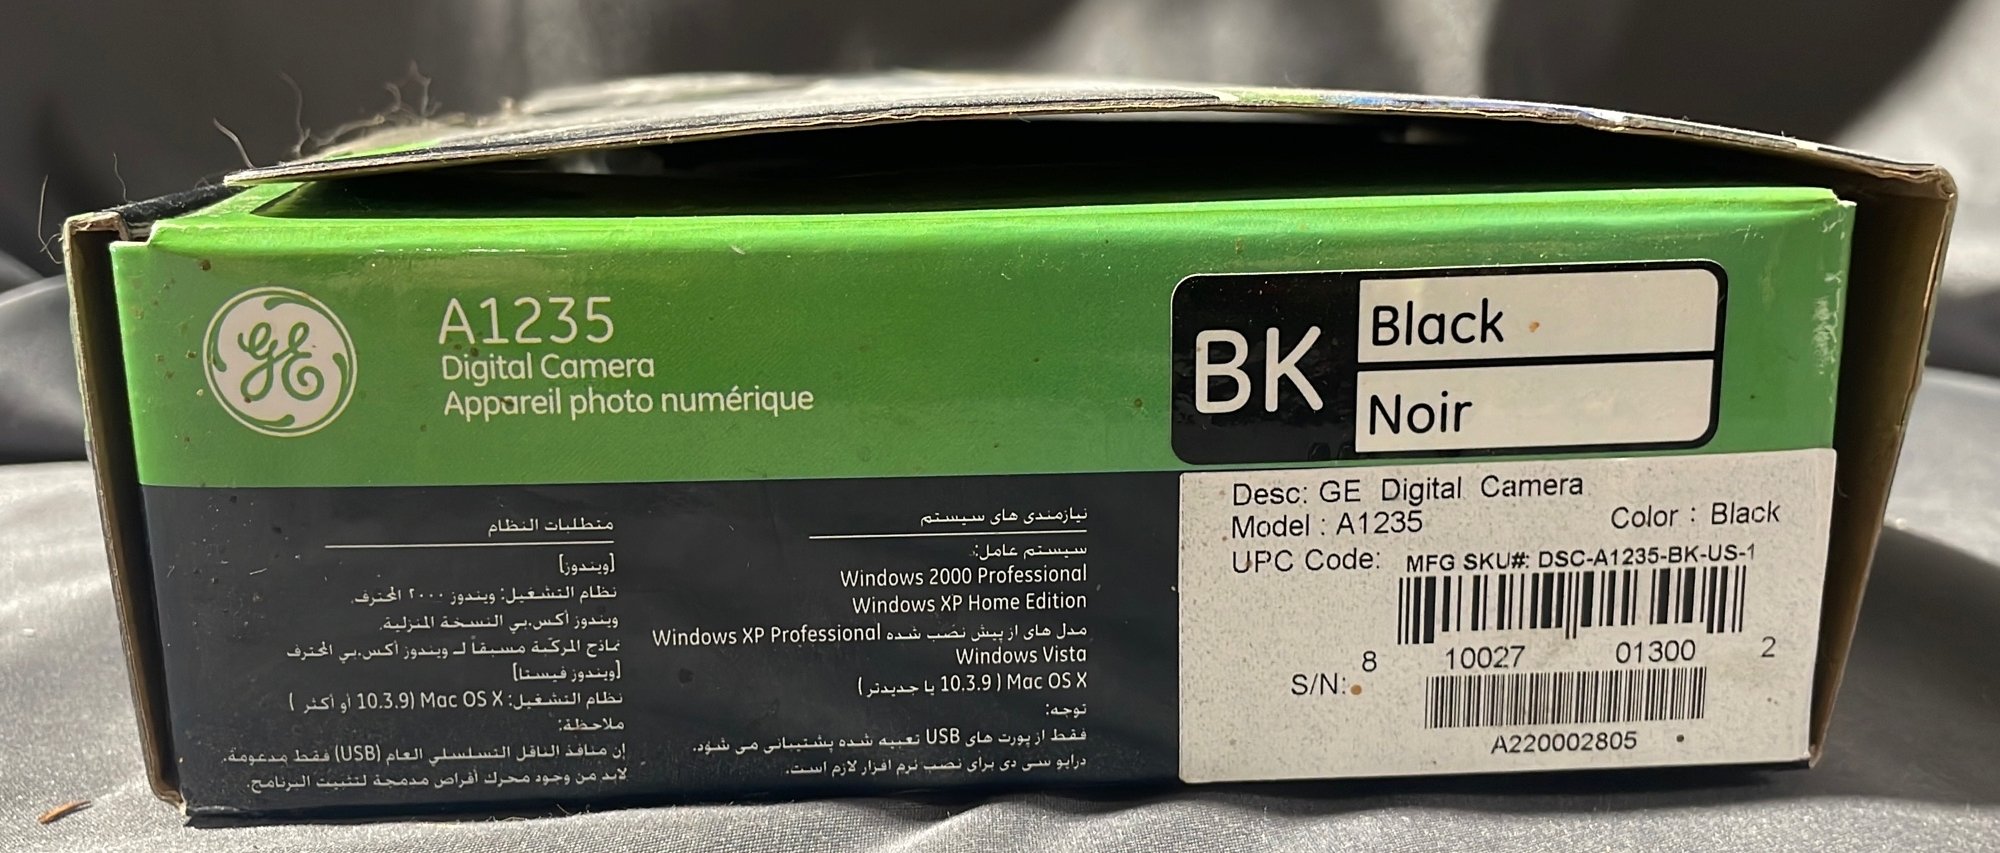 GE
A1235
Digital Camera
Appareil photo numérique
BK
Black
Noir
متطلبات النظام
[ويندوز]
نظام التشغيل: ويندوز ٢٠٠٠ المحترف.
ويندوز أكس.بي النسخة المنزلية.
نماذج المركبة مسبقاً لـ ويندوز أكس.بي المحترف
[ويندوز فيستا]
نظام التشغيل: Mac OS X (10.3.9 أو أكثر )
ملاحظة:
إن منافذ الناقل التسلسلي العام (USB) فقط مدعومة.
لابد من وجود محرك أقراص مدمجة لتثبيت البرنامج.
نیازمندی های سیستم
سیستم عامل:
Windows 2000 Professional
Windows XP Home Edition
مدل های از پیش نصب شده Windows XP Professional
Windows Vista
Mac OS X ( 10.3.9 یا جدیدتر )
توجه:
فقط از پورت های USB تعبیه شده پشتیبانی می شود.
درایو سی دی برای نصب نرم افزار لازم است.
Desc: GE Digital Camera
Model : A1235 Color : Black
UPC Code: MFG SKU#: DSC-A1235-BK-US-1
8 10027 01300 2
S/N:
A220002805